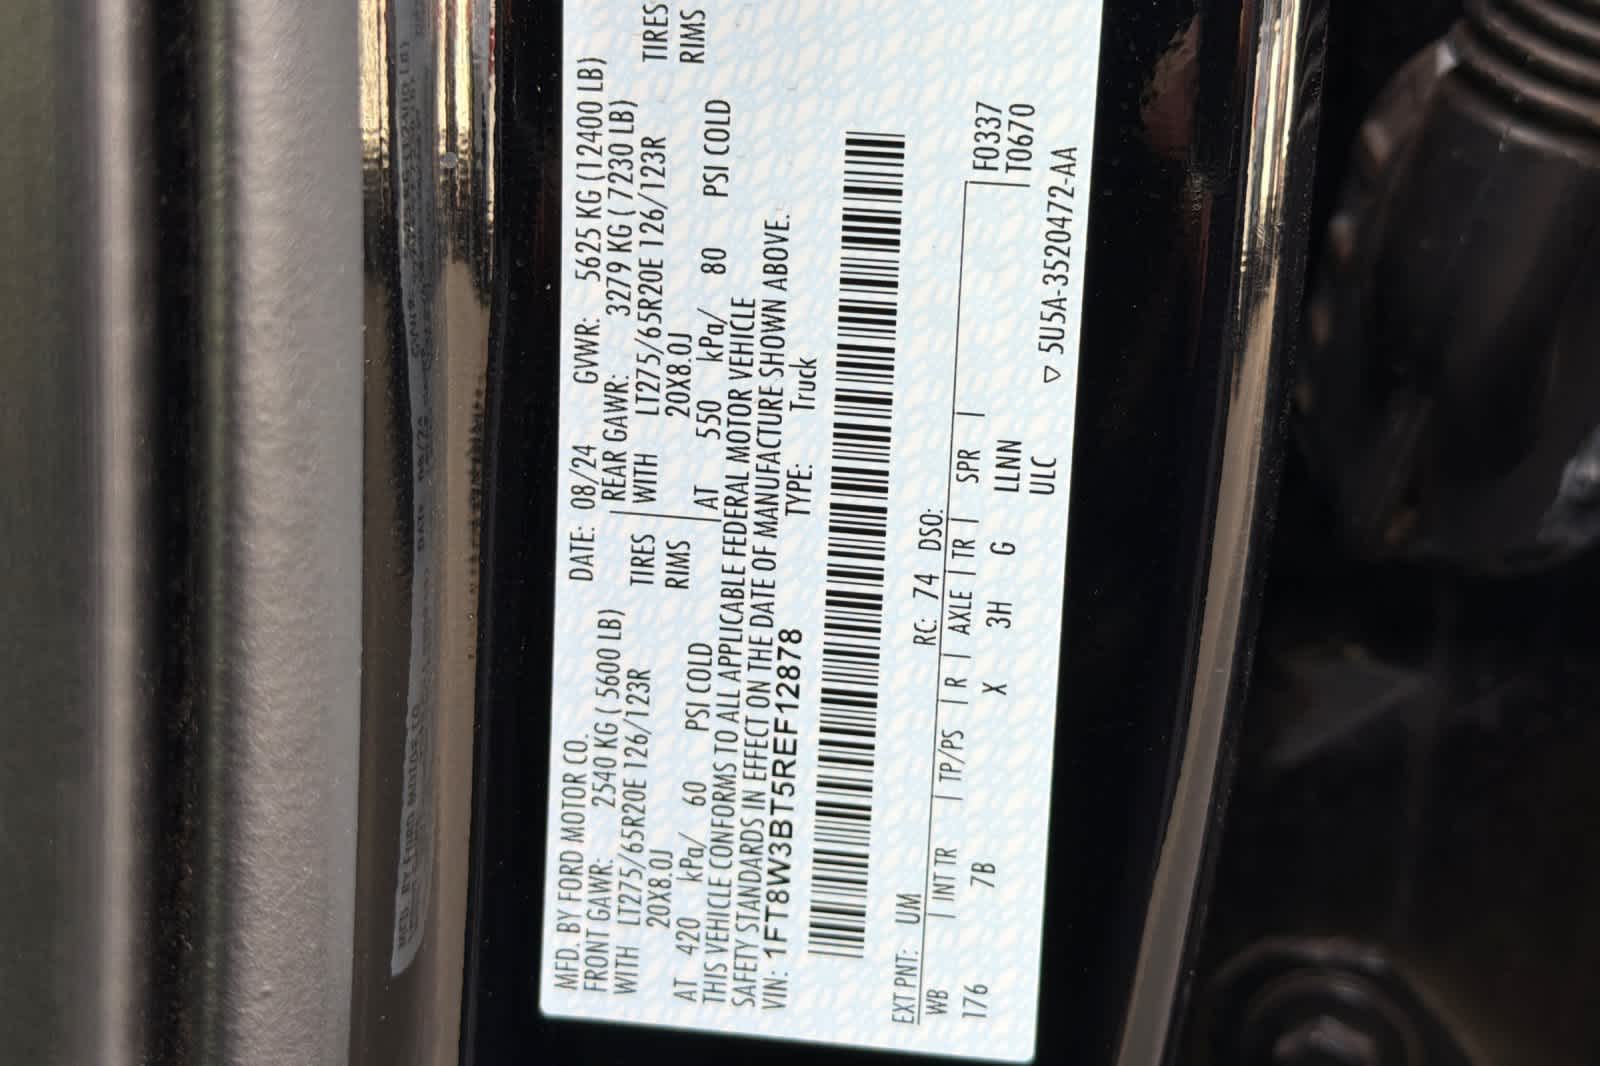 MFD. BY FORD MOTOR CO.
DATE: 08/24 GVWR: 5625 KG (12400 LB)
FRONT GAWR: 2540 KG ( 5600 LB) REAR GAWR: 3279 KG ( 7230 LB)
WITH LT275/65R20E 126/123R TIRES WITH LT275/65R20E 126/123R TIRES
20X8.0J RIMS 20X8.0J RIMS
AT 420 kPa/ 60 PSI COLD AT 550 kPa/ 80 PSI COLD
THIS VEHICLE CONFORMS TO ALL APPLICABLE FEDERAL MOTOR VEHICLE
SAFETY STANDARDS IN EFFECT ON THE DATE OF MANUFACTURE SHOWN ABOVE.
VIN: 1FT8W3BT5REF12878 TYPE: Truck
EXT PNT: UM RC: 74 DSO: F0337
WB | INT TR | TP/PS | R | AXLE | TR | SPR | T0670
176 7B X 3H G LLNN
ULC ▽ 5U5A-3520472-AA